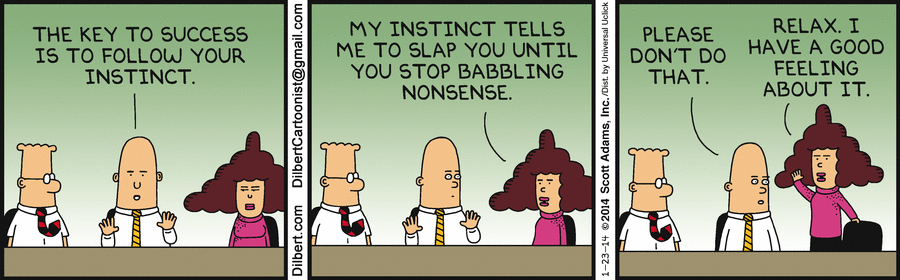 THE KEY TO SUCCESS
IS TO FOLLOW YOUR
INSTINCT.
Dilbert.com DilbertCartoonist@gmail.com
MY INSTINCT TELLS
ME TO SLAP YOU UNTIL
YOU STOP BABBLING
NONSENSE.
1-23-14 © 2014 Scott Adams, Inc. /Dist. by Universal Uclick
PLEASE
DON'T DO
THAT.
RELAX. I
HAVE A GOOD
FEELING
ABOUT IT.